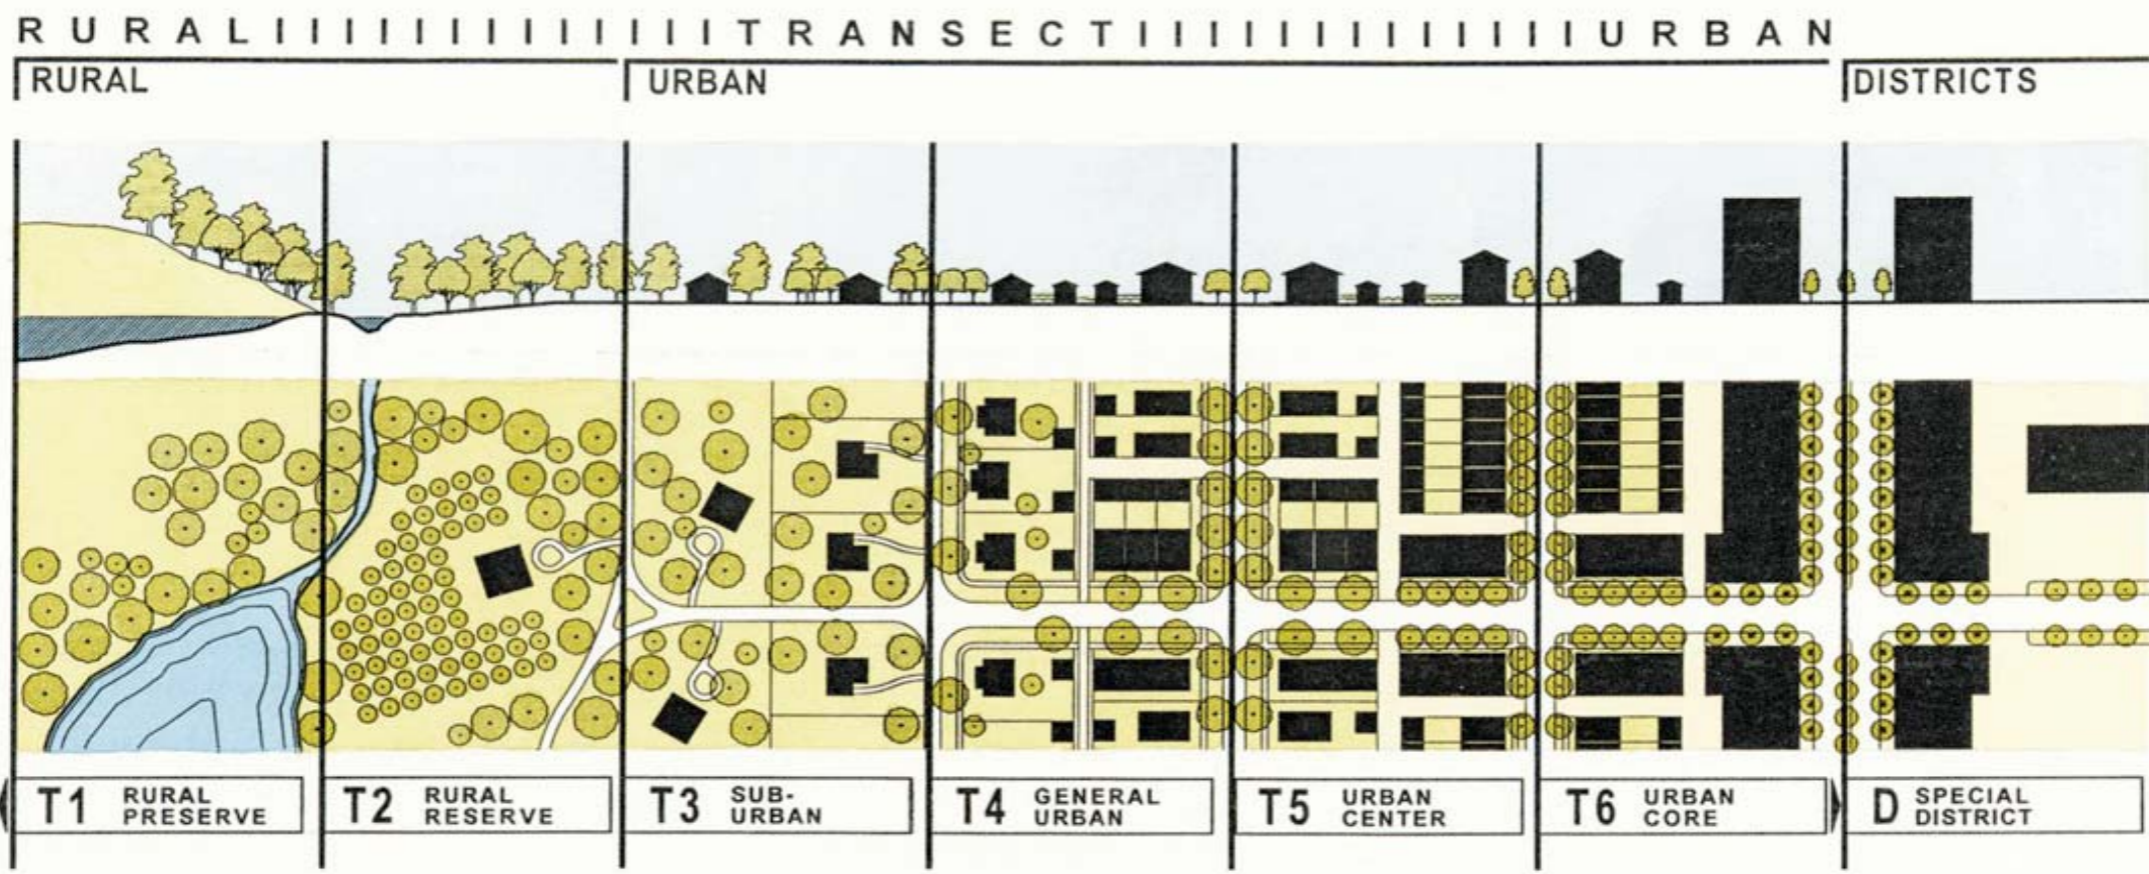 R U R A L I I I I I I I I I I I I I T R A N S E C T I I I I I I I I I I I I I I U R B A N
RURAL
URBAN
DISTRICTS
T1 RURAL
PRESERVE
T2 RURAL
RESERVE
T3 SUB-
URBAN
T4 GENERAL
URBAN
T5 URBAN
CENTER
T6 URBAN
CORE
D SPECIAL
DISTRICT